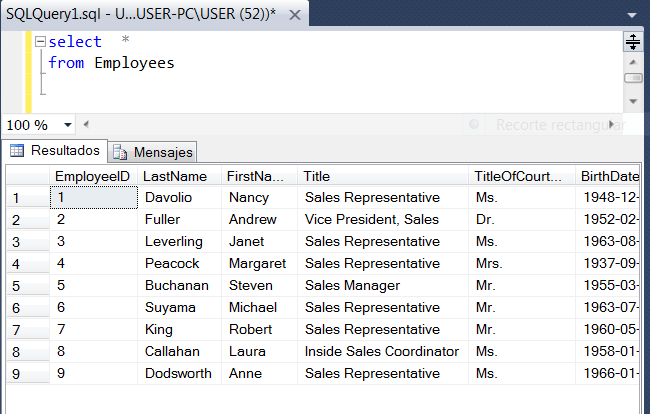 SQLQuery1.sql - U...USER-PC\USER (52))*
select *
from Employees
100 %
Recorte rectangular
Resultados Mensajes
EmployeeID LastName FirstNa... Title TitleOfCourt... BirthDate
1 1 Davolio Nancy Sales Representative Ms. 1948-12-
2 2 Fuller Andrew Vice President, Sales Dr. 1952-02-
3 3 Leverling Janet Sales Representative Ms. 1963-08-
4 4 Peacock Margaret Sales Representative Mrs. 1937-09-
5 5 Buchanan Steven Sales Manager Mr. 1955-03-
6 6 Suyama Michael Sales Representative Mr. 1963-07-
7 7 King Robert Sales Representative Mr. 1960-05-
8 8 Callahan Laura Inside Sales Coordinator Ms. 1958-01-
9 9 Dodsworth Anne Sales Representative Ms. 1966-01-